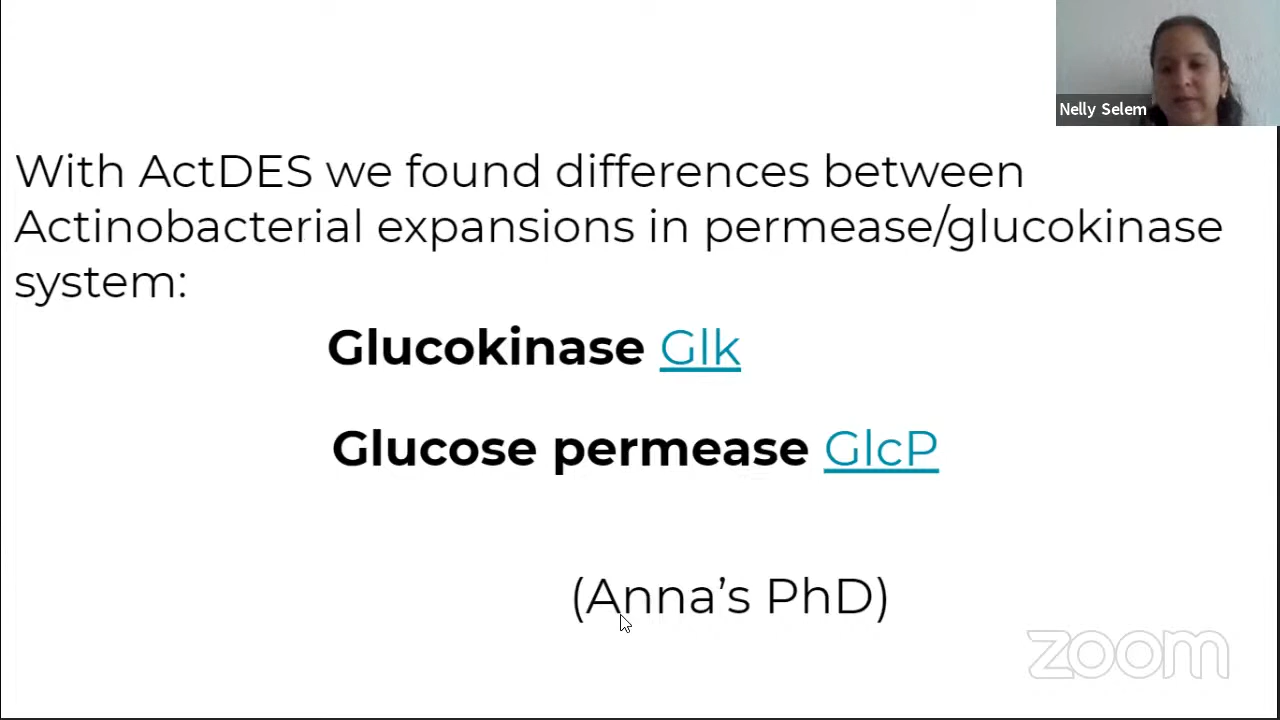 Nelly Selem
With ActDES we found differences between
Actinobacterial expansions in permease/glucokinase
system:
Glucokinase Glk
Glucose permease GlcP
(Anna’s PhD)
zoom